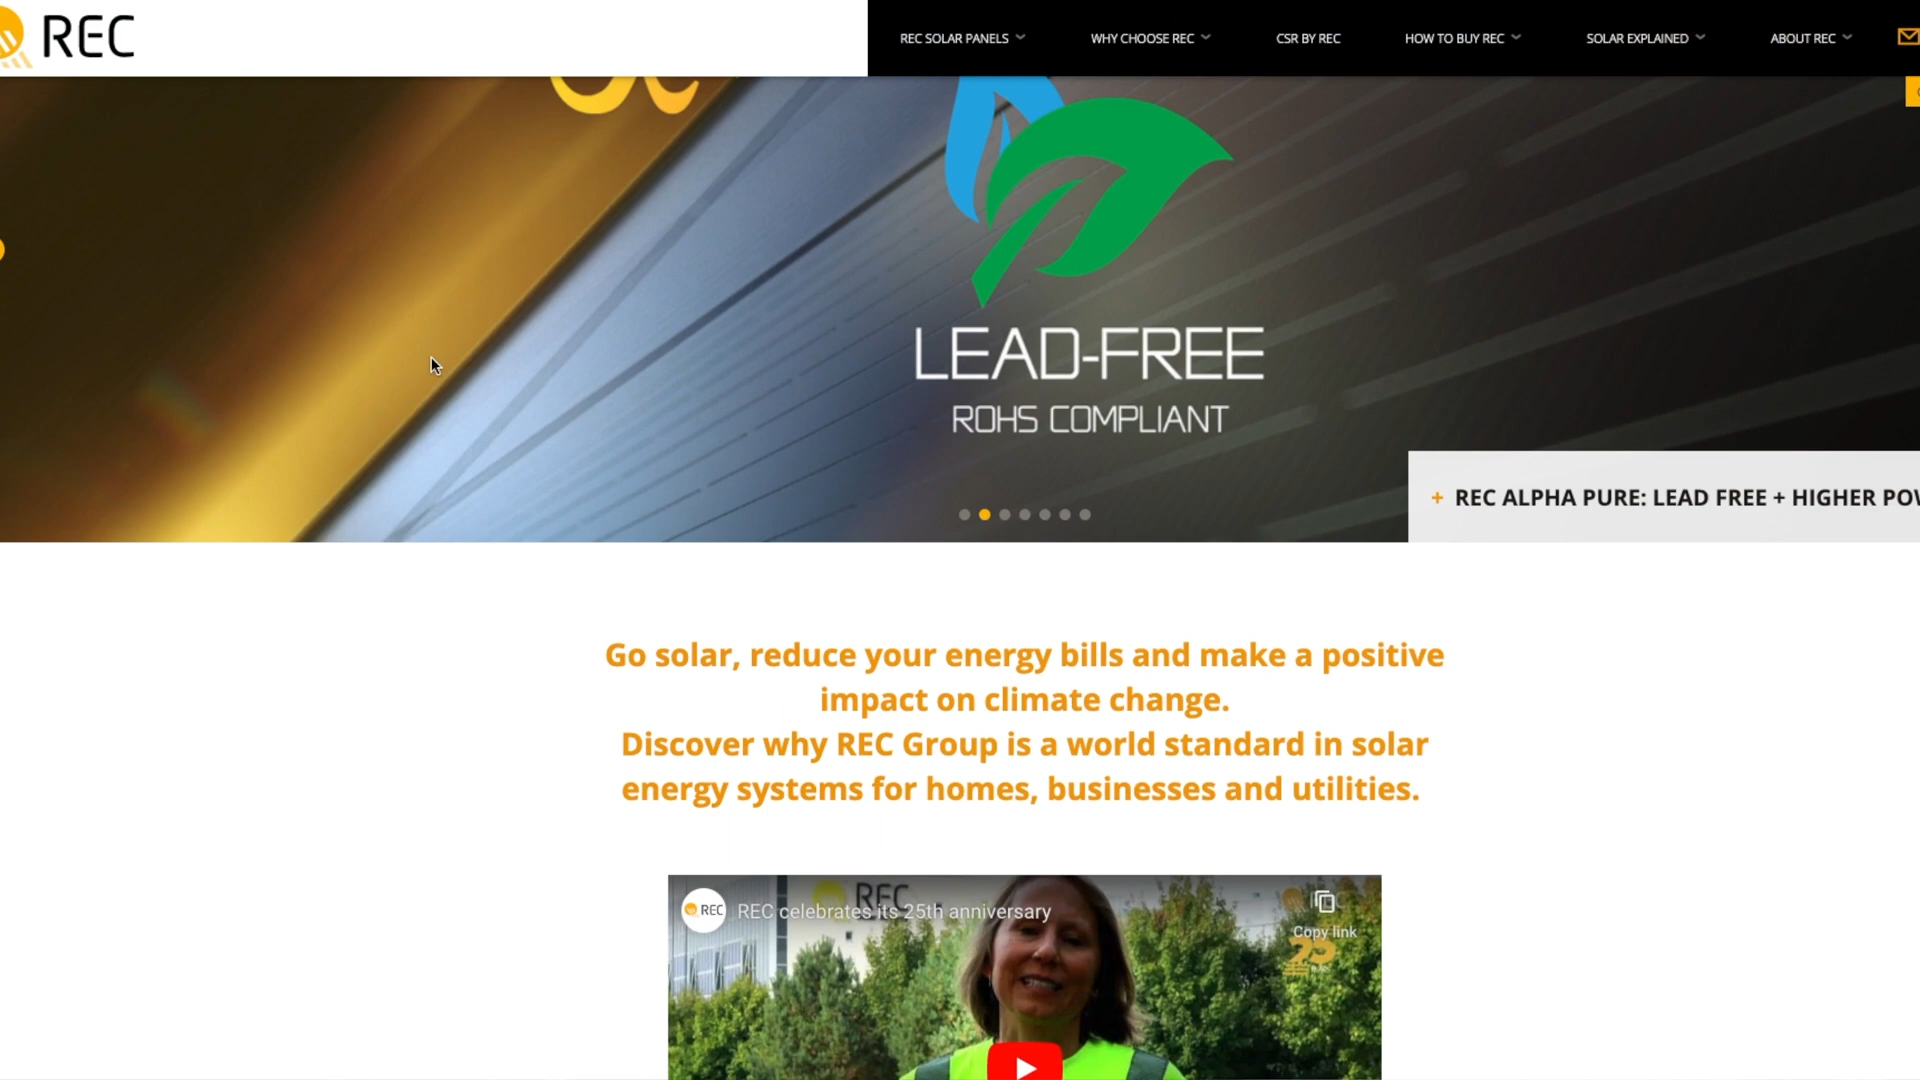 REC
REC SOLAR PANELS
WHY CHOOSE REC
CSR BY REC
HOW TO BUY REC
SOLAR EXPLAINED
ABOUT REC
LEAD-FREE
ROHS COMPLIANT
+ REC ALPHA PURE: LEAD FREE + HIGHER
Go solar, reduce your energy bills and make a positive
impact on climate change.
Discover why REC Group is a world standard in solar
energy systems for homes, businesses and utilities.
REC
REC
REC celebrates its 25th anniversary
Copy link
25